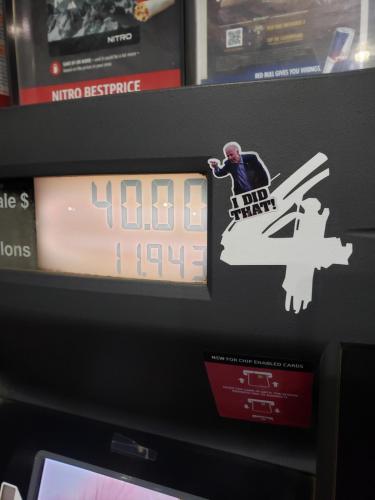 NITRO
NITRO BESTPRICE
RED BULL GIVES YOU WINGS.
ale $
40.00
lons
11.943
I DID
THAT!
4
NEW FOR CHIP ENABLED CARDS